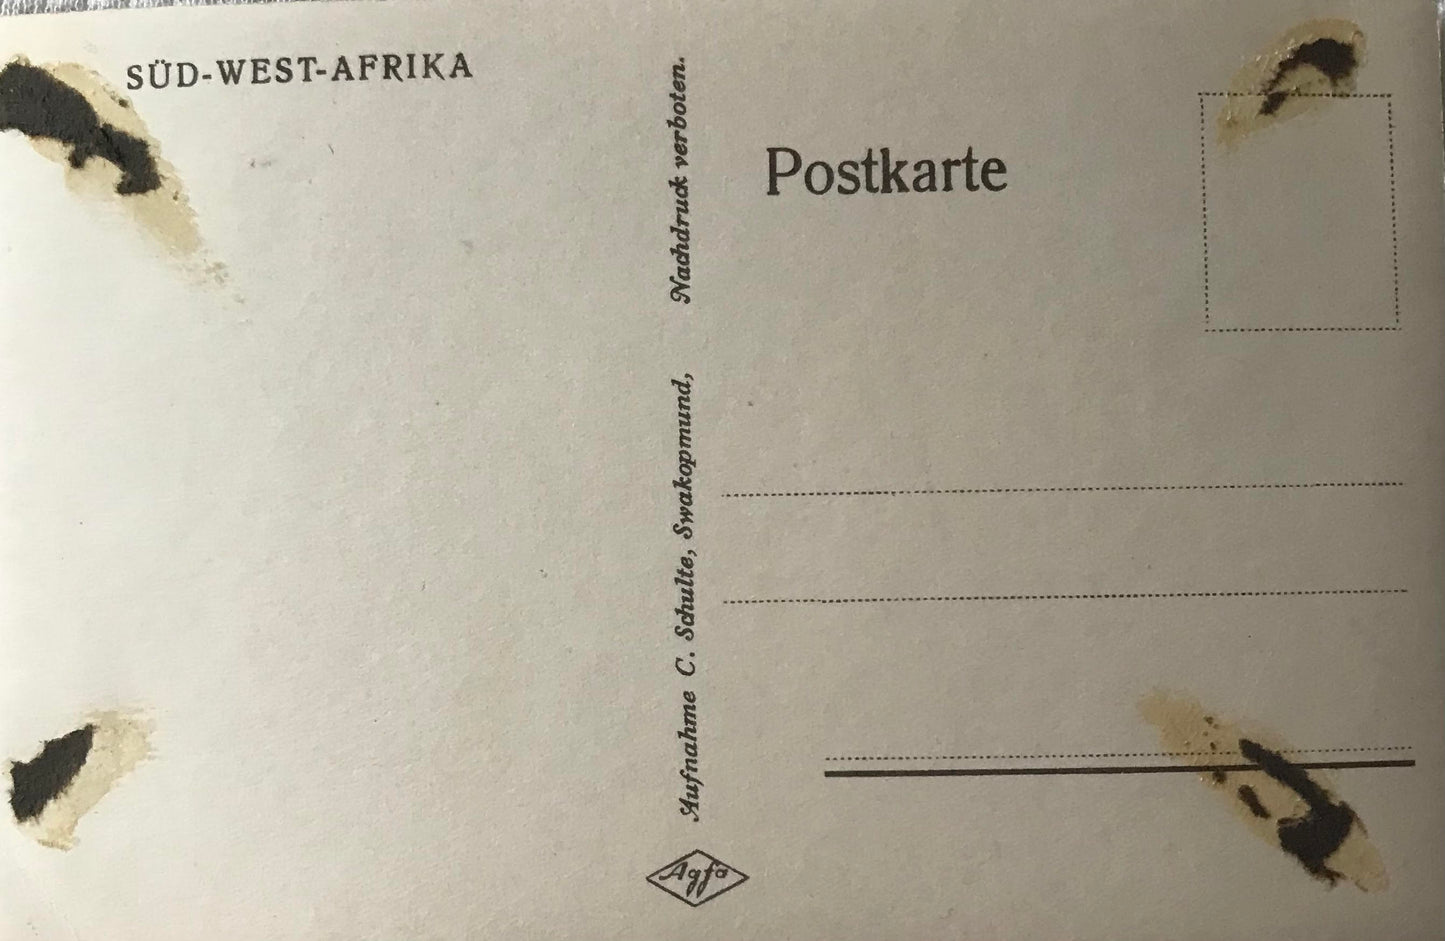 SÜD-WEST-AFRIKA
Aufnahme C. Schulte, Swakopmund, Nachdruck verboten.
Agfa
Postkarte